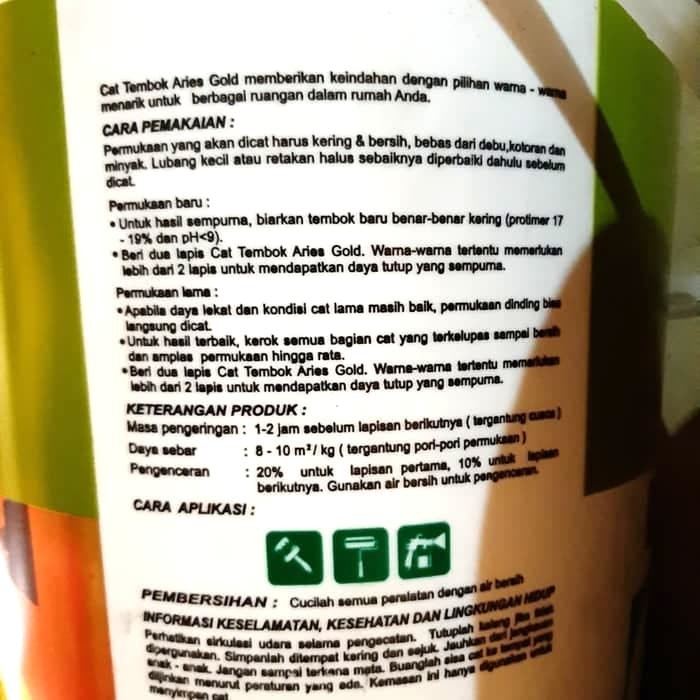 Cat Tembok Aries Gold memberikan keindahan dengan pilihan warna - warna
menarik untuk berbagai ruangan dalam rumah Anda.
CARA PEMAKAIAN :
Permukaan yang akan dicat harus kering & bersih, bebas dari debu,kotoran dan
minyak. Lubang kecil atau retakan halus sebaiknya diperbaiki dahulu sebelum
dicat.
Permukaan baru :
• Untuk hasil sempurna, biarkan tembok baru benar-benar kering (protimer 17
- 19% dan pH<9).
• Beri dua lapis Cat Tembok Aries Gold. Warna-warna tertentu memerlukan
lebih dari 2 lapis untuk mendapatkan daya tutup yang sempurna.
Permukaan lama :
• Apabila daya lekat dan kondisi cat lama masih baik, permukaan dinding bisa
langsung dicat.
• Untuk hasil terbaik, kerok semua bagian cat yang terkelupas sampai bersih
dan amplas permukaan hingga rata.
• Beri dua lapis Cat Tembok Aries Gold. Warna-warna tertentu memerlukan
lebih dari 2 lapis untuk mendapatkan daya tutup yang sempurna.
KETERANGAN PRODUK :
Masa pengeringan : 1-2 jam sebelum lapisan berikutnya ( tergantung cuaca )
Daya sebar : 8 - 10 m²/ kg ( tergantung pori-pori permukaan )
Pengenceran : 20% untuk lapisan pertama, 10% untuk lapisan
berikutnya. Gunakan air bersih untuk pengenceran.
CARA APLIKASI :
PEMBERSIHAN : Cucilah semua peralatan dengan air bersih
INFORMASI KESELAMATAN, KESEHATAN DAN LINGKUNGAN HIDUP
Perhatikan sirkulasi udara selama pengecatan. Tutuplah kaleng jika tidak
dipergunakan. Simpanlah ditempat kering dan sejuk. Jauhkan dari jangkauan
anak - anak. Jangan sampai terkena mata. Buanglah sisa cat ke tempat yang
diijinkan menurut peraturan yang ada. Kemasan ini hanya digunakan untuk
menyimpan cat.